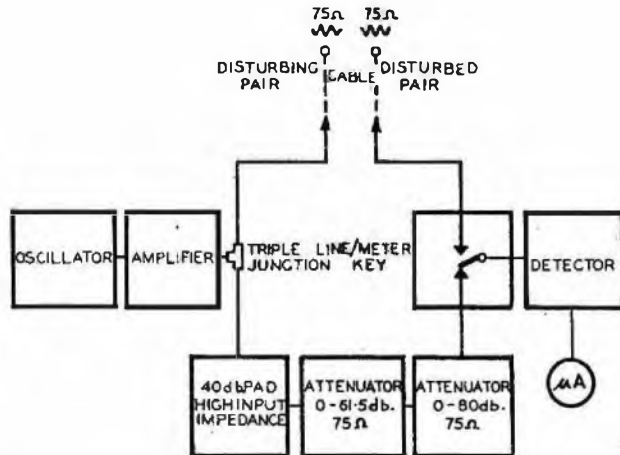 75Ω 75Ω
DISTURBING PAIR
CABLE
DISTURBED PAIR
OSCILLATOR
AMPLIFIER
TRIPLE LINE/METER
JUNCTION KEY
DETECTOR
40db PAD
HIGH INPUT
IMPEDANCE
ATTENUATOR
0-61·5db.
75Ω
ATTENUATOR
0-80db.
75Ω
μA